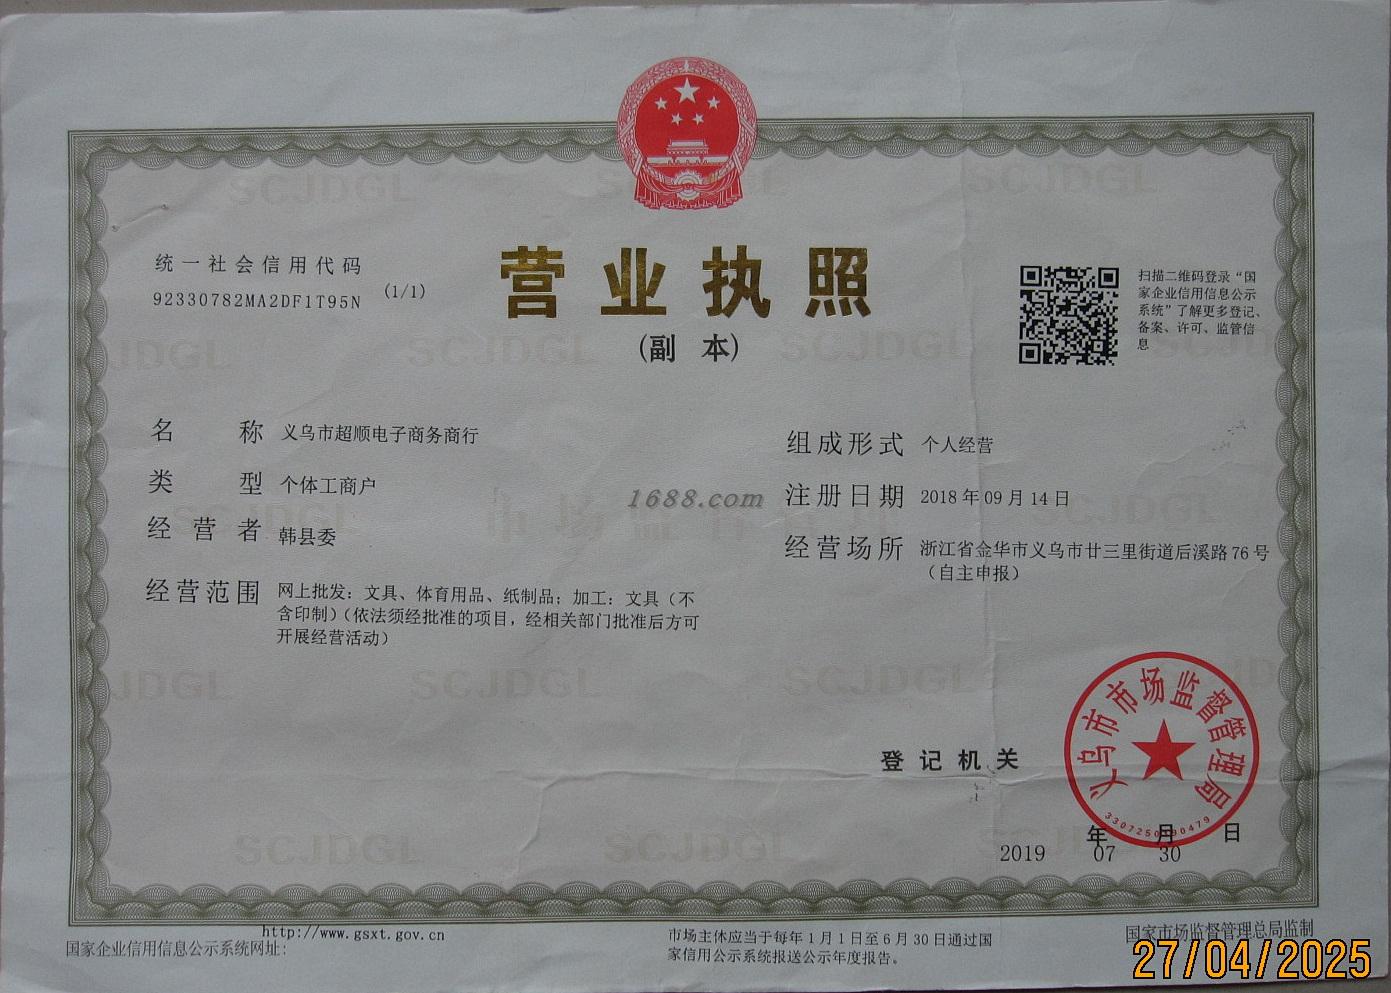 营业执照
(副 本)
统一社会信用代码
92330782MA2DF1T95N (1/1)
扫描二维码登录“国
家企业信用信息公示
系统”了解更多登记、
备案、许可、监管信
息
名 称 义乌市超顺电子商务商行
类 型 个体工商户
经 营 者 韩县委
经营范围 网上批发：文具、体育用品、纸制品；加工：文具（不
含印制）（依法须经批准的项目，经相关部门批准后方可
开展经营活动）
组成形式 个人经营
注册日期 2018年09月14日
经营场所 浙江省金华市义乌市廿三里街道后溪路76号
（自主申报）
1688.com
登记机关
义乌市市场监督管理局
年 月 日
2019 07 30
国家企业信用信息公示系统网址：
http://www.gsxt.gov.cn
市场主体应当于每年1月1日至6月30日通过国
家信用公示系统报送公示年度报告。
国家市场监督管理总局监制
27/04/2025
SCJDGL